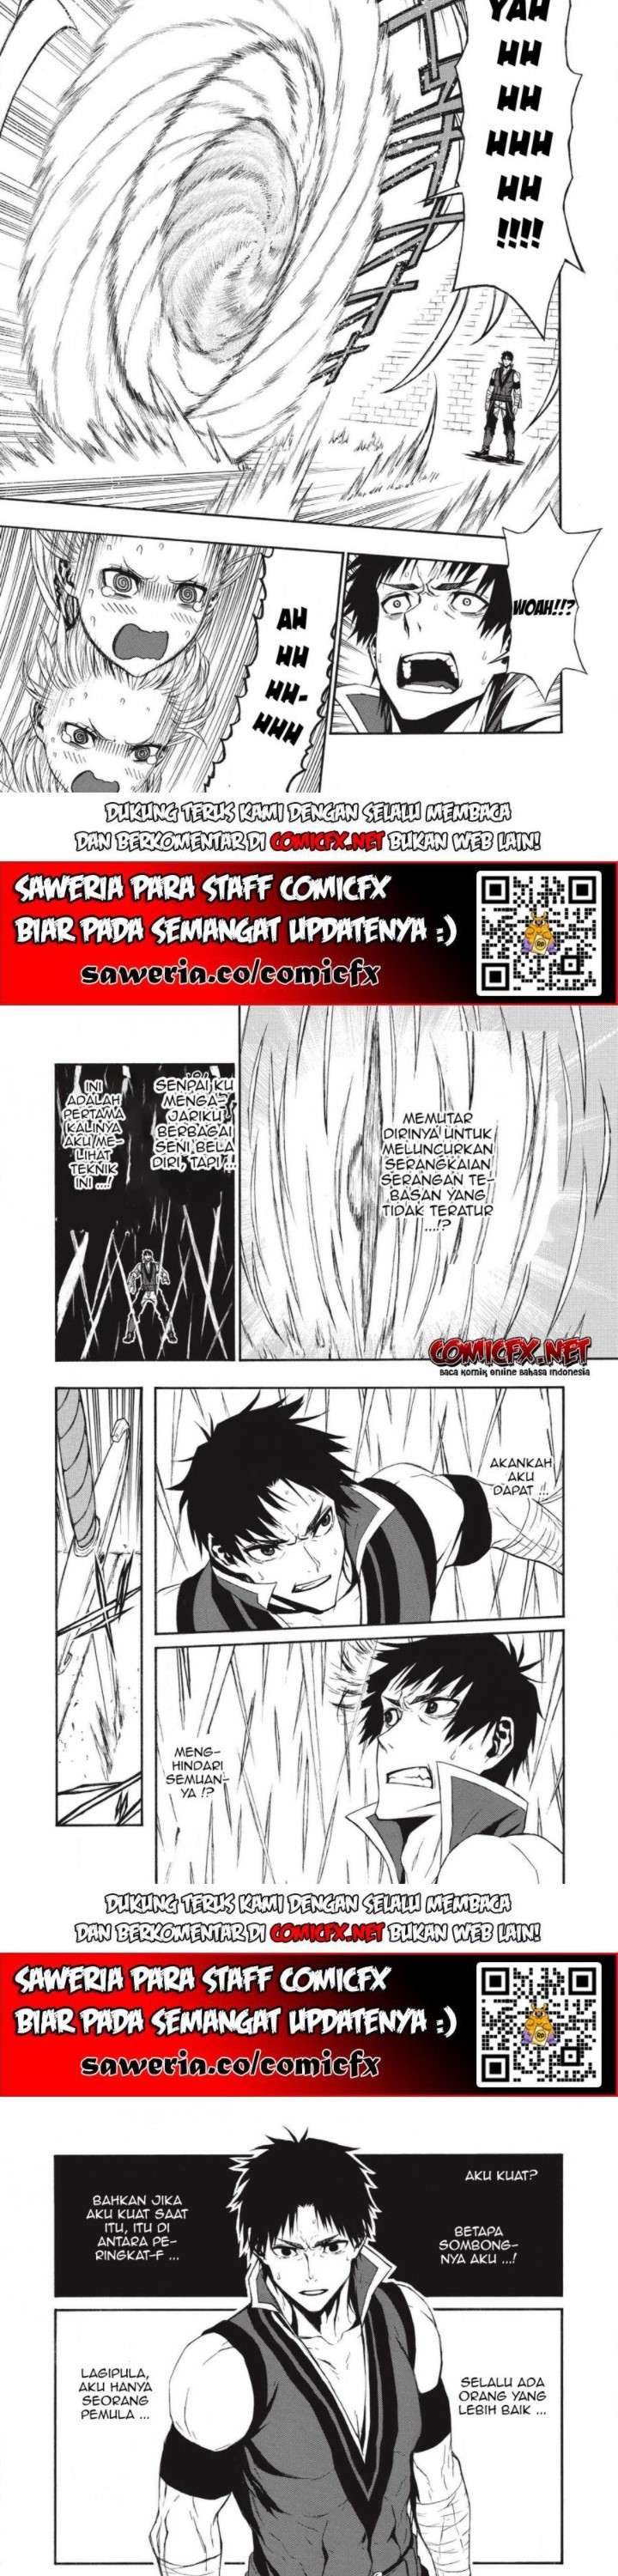 YAH
HH
HH
HHH
HH
!!!!
WOAH!!?
AH
HH
HH-
HHH
DUKUNG TERUS KAMI DENGAN SELALU MEMBACA
DAN BERKOMENTAR DI COMICFX.NET BUKAN WEB LAIN!
SAWERIA PARA STAFF COMICFX
BIAR PADA SEMANGAT UPDATENYA :)
saweria.co/comicfx
MEMUTAR
DIRINYA UNTUK
MELUNCURKAN
SERANGKAIAN
SERANGAN TE-
BASAN YANG
TIDAK TERATUR
...!?
SENPAI KU
MENGA-
JARIKU
BERBAGAI
SENI BELA
DIRI, TAPI ..
INI
ADALAH
PERTAMA
KALINYA
AKU ME-
LIHAT
TEKNIK
INI ...!
COMICFX.NET
Baca Komik Online Bahasa Indonesia
AKANKAH
AKU
DAPAT ...
MENG-
HINDARI
SEMUAN-
YA !?
DUKUNG TERUS KAMI DENGAN SELALU MEMBACA
DAN BERKOMENTAR DI COMICFX.NET BUKAN WEB LAIN!
SAWERIA PARA STAFF COMICFX
BIAR PADA SEMANGAT UPDATENYA :)
saweria.co/comicfx
AKU KUAT?
BETAPA
SOMBONG-
NYA AKU ...!
BAHKAN JIKA
AKU KUAT SAAT
ITU, ITU DI
ANTARA PE-
RINGKAT-F ...
SELALU ADA
ORANG YANG
LEBIH BAIK ...
LAGIPULA,
AKU HANYA
SEORANG
PEMULA ...